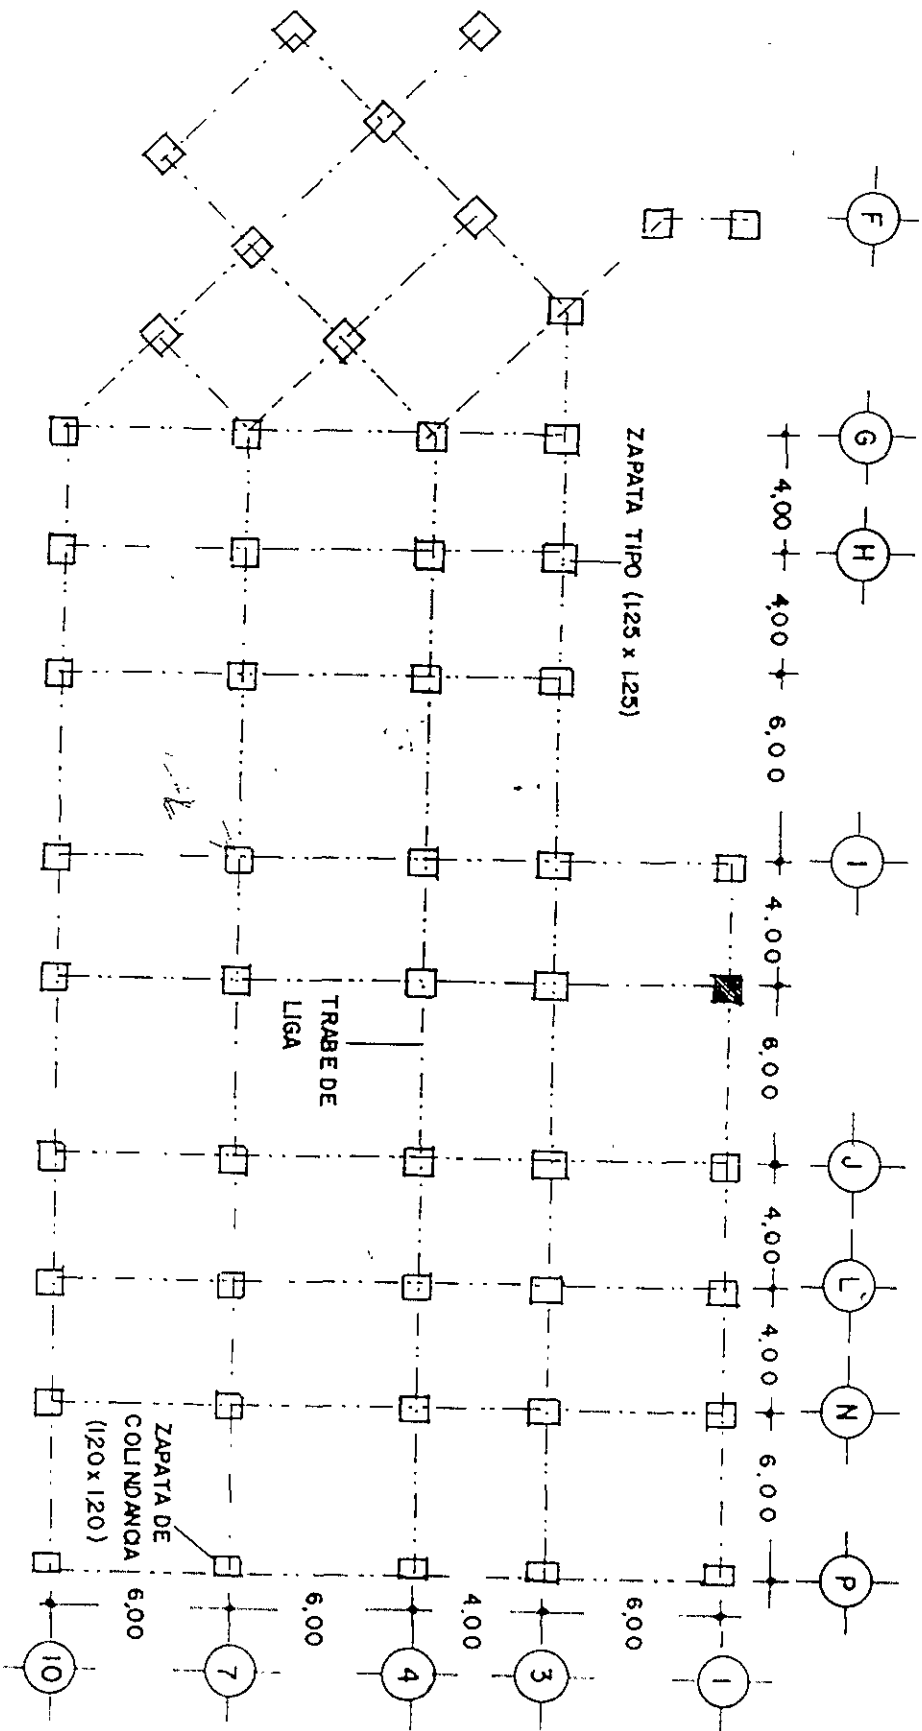 F
G
H
I
J
L
N
P
4,00
4,00
6,00
4.00
6,00
4,00
4,00
6,00
ZAPATA TIPO (1.25 x 1.25)
TRABE DE
LIGA
ZAPATA DE
COLINDANCIA
(1,20 x 1.20)
6,00
4.00
6,00
6,00
1
3
4
7
10